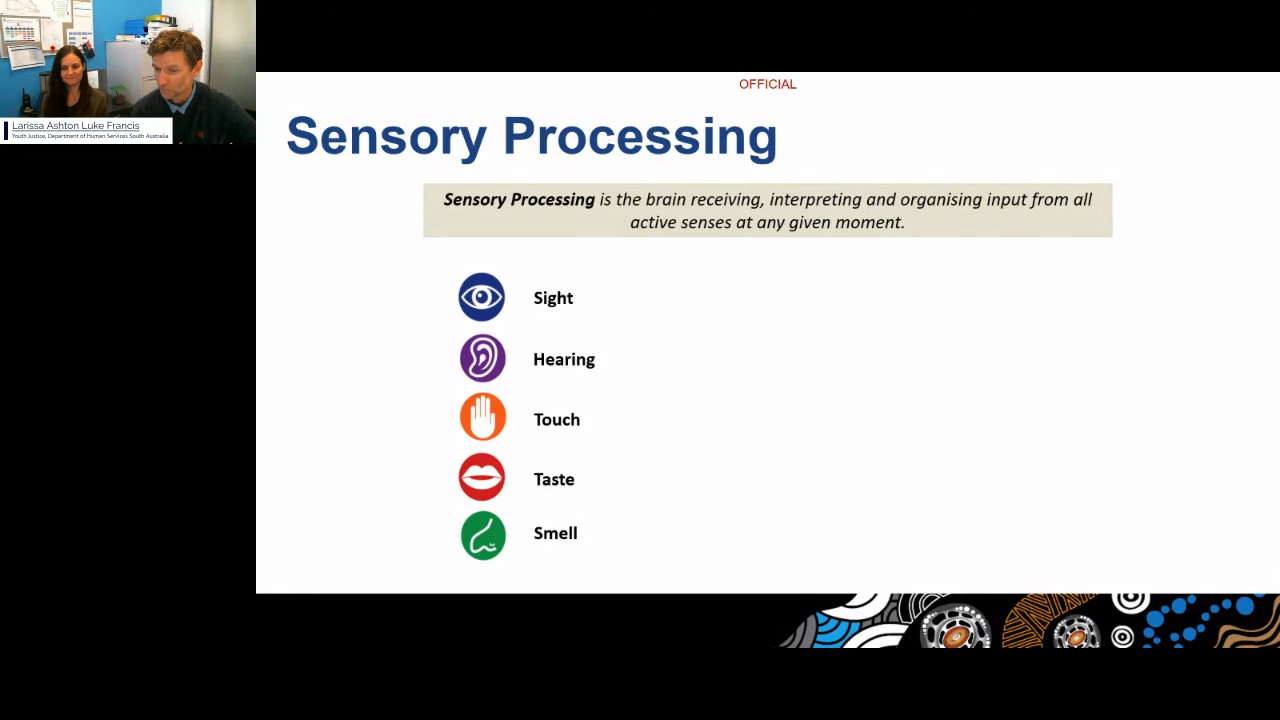 Larissa Ashton Luke Francis
Youth Justice, Department of Human Services South Australia
OFFICIAL
Sensory Processing
Sensory Processing is the brain receiving, interpreting and organising input from all
active senses at any given moment.
Sight
Hearing
Touch
Taste
Smell